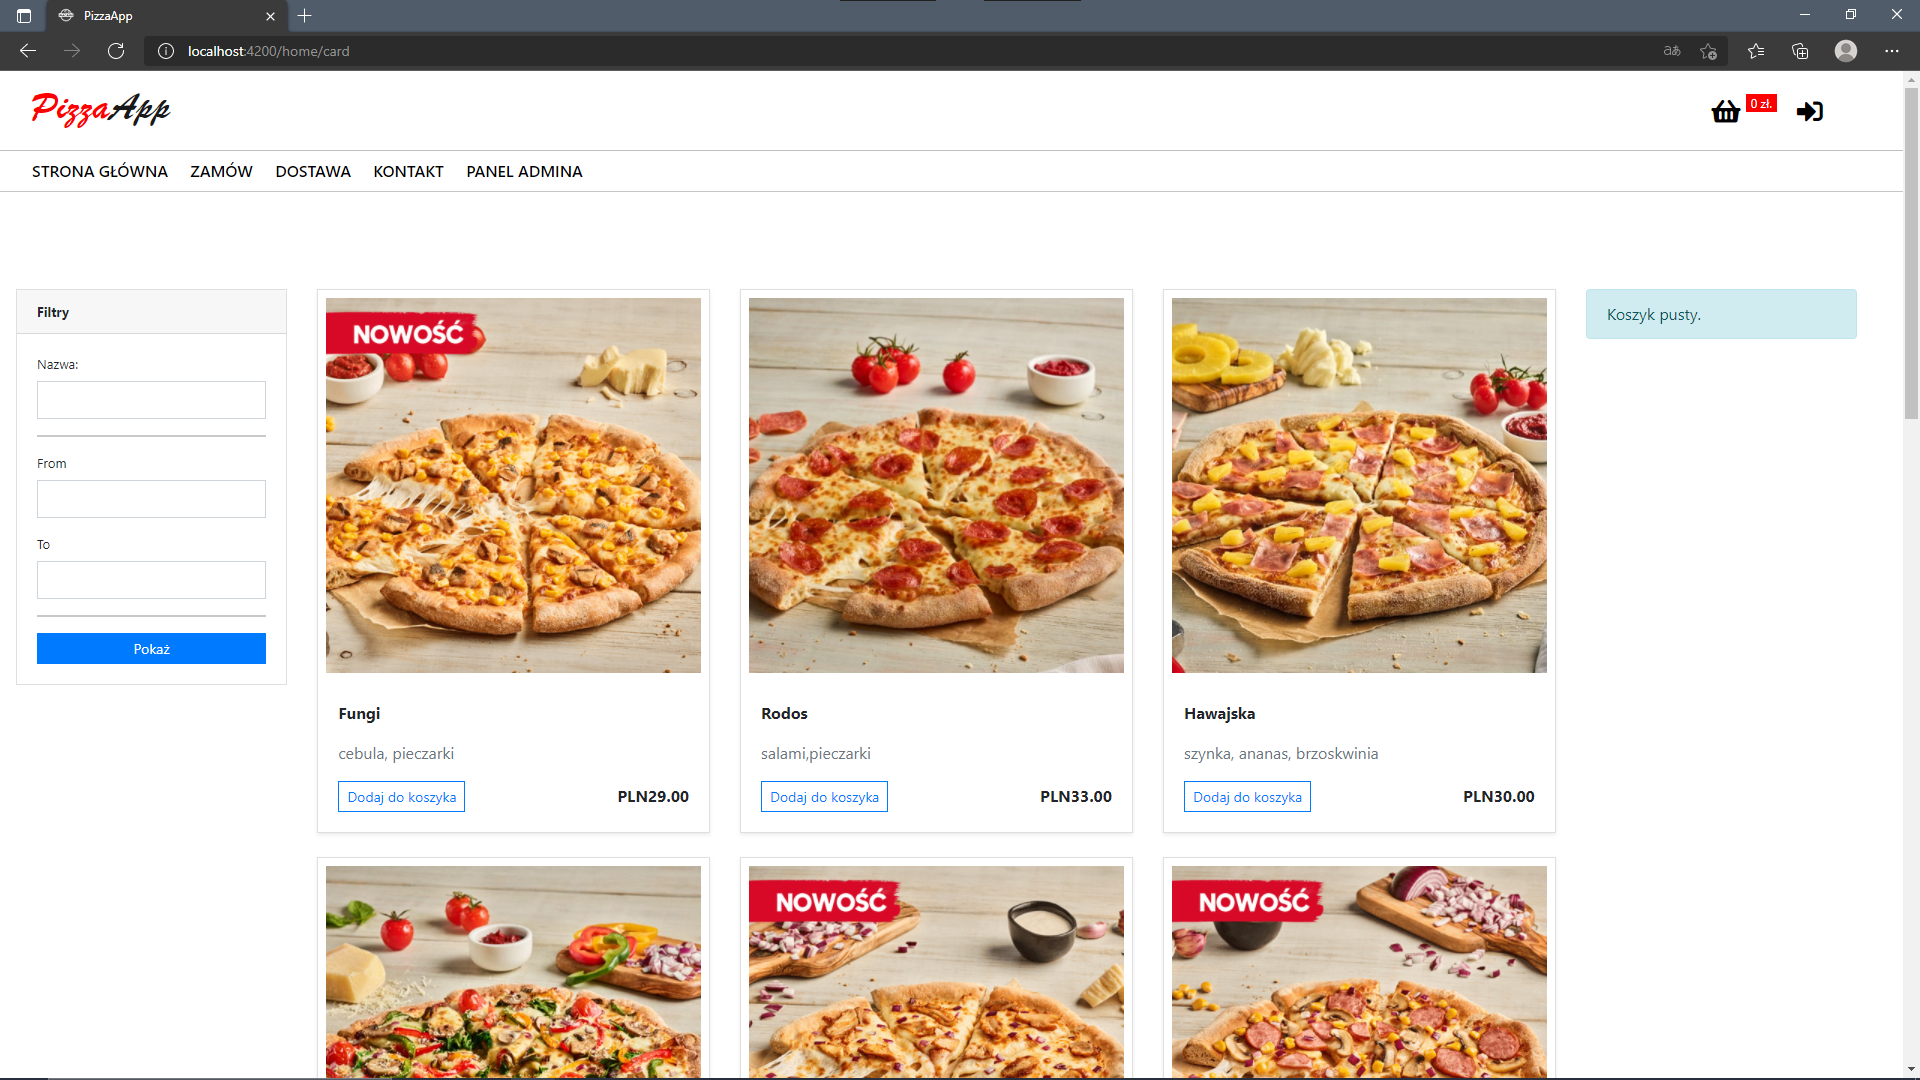 PizzaApp
localhost:4200/home/card
PizzaApp
0 zł.
STRONA GŁÓWNA ZAMÓW DOSTAWA KONTAKT PANEL ADMINA
Filtry
Nazwa:
From
To
Pokaż
NOWOŚĆ
Fungi
cebula, pieczarki
Dodaj do koszyka PLN29.00
Rodos
salami,pieczarki
Dodaj do koszyka PLN33.00
Hawajska
szynka, ananas, brzoskwinia
Dodaj do koszyka PLN30.00
Koszyk pusty.
NOWOŚĆ
NOWOŚĆ